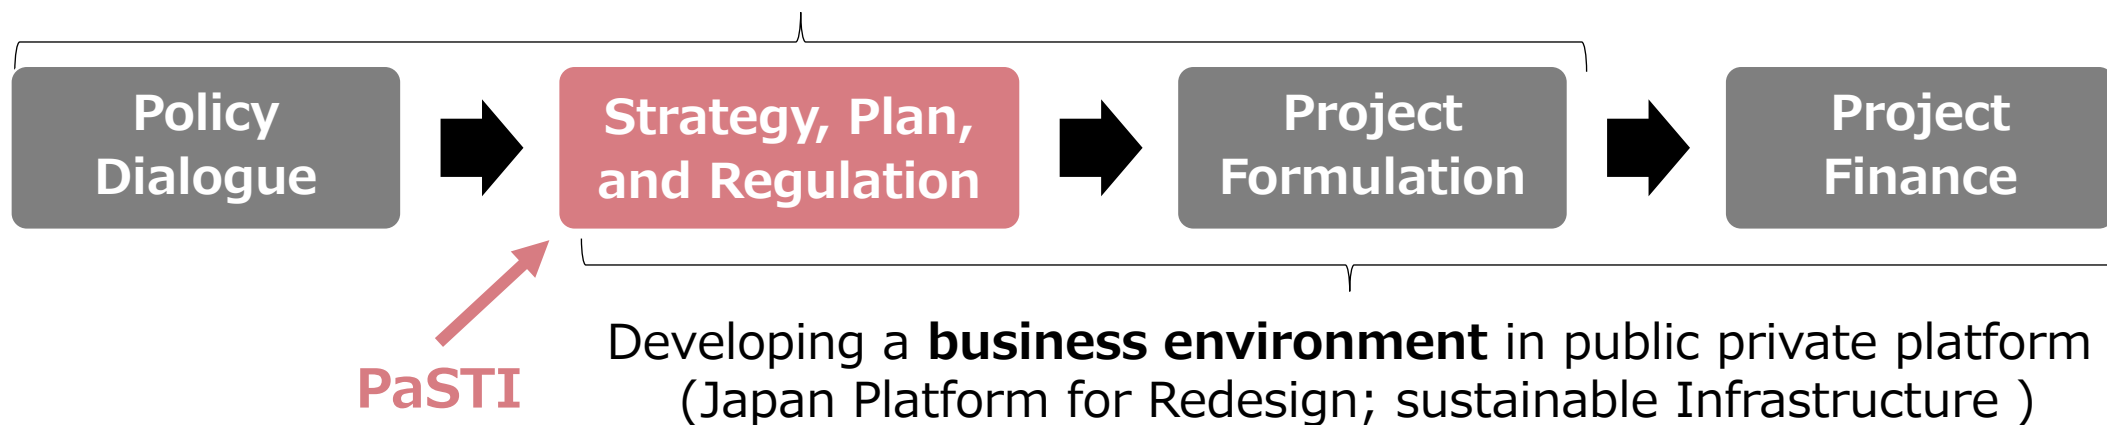 Policy
Dialogue
Strategy, Plan,
and Regulation
Project
Formulation
Project
Finance
PaSTI
Developing a business environment in public private platform
(Japan Platform for Redesign; sustainable Infrastructure )